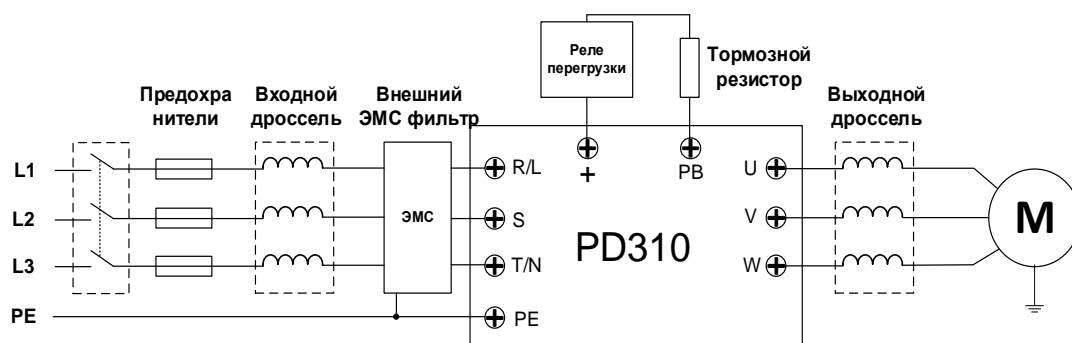 Реле
перегрузки
Тормозной
резистор
Предохра
нители
Входной
дроссель
Внешний
ЭМС фильтр
Выходной
дроссель
L1
R/L
+
PB
U
L2
ЭМС
S
PD310
V
M
L3
T/N
W
PE
PE